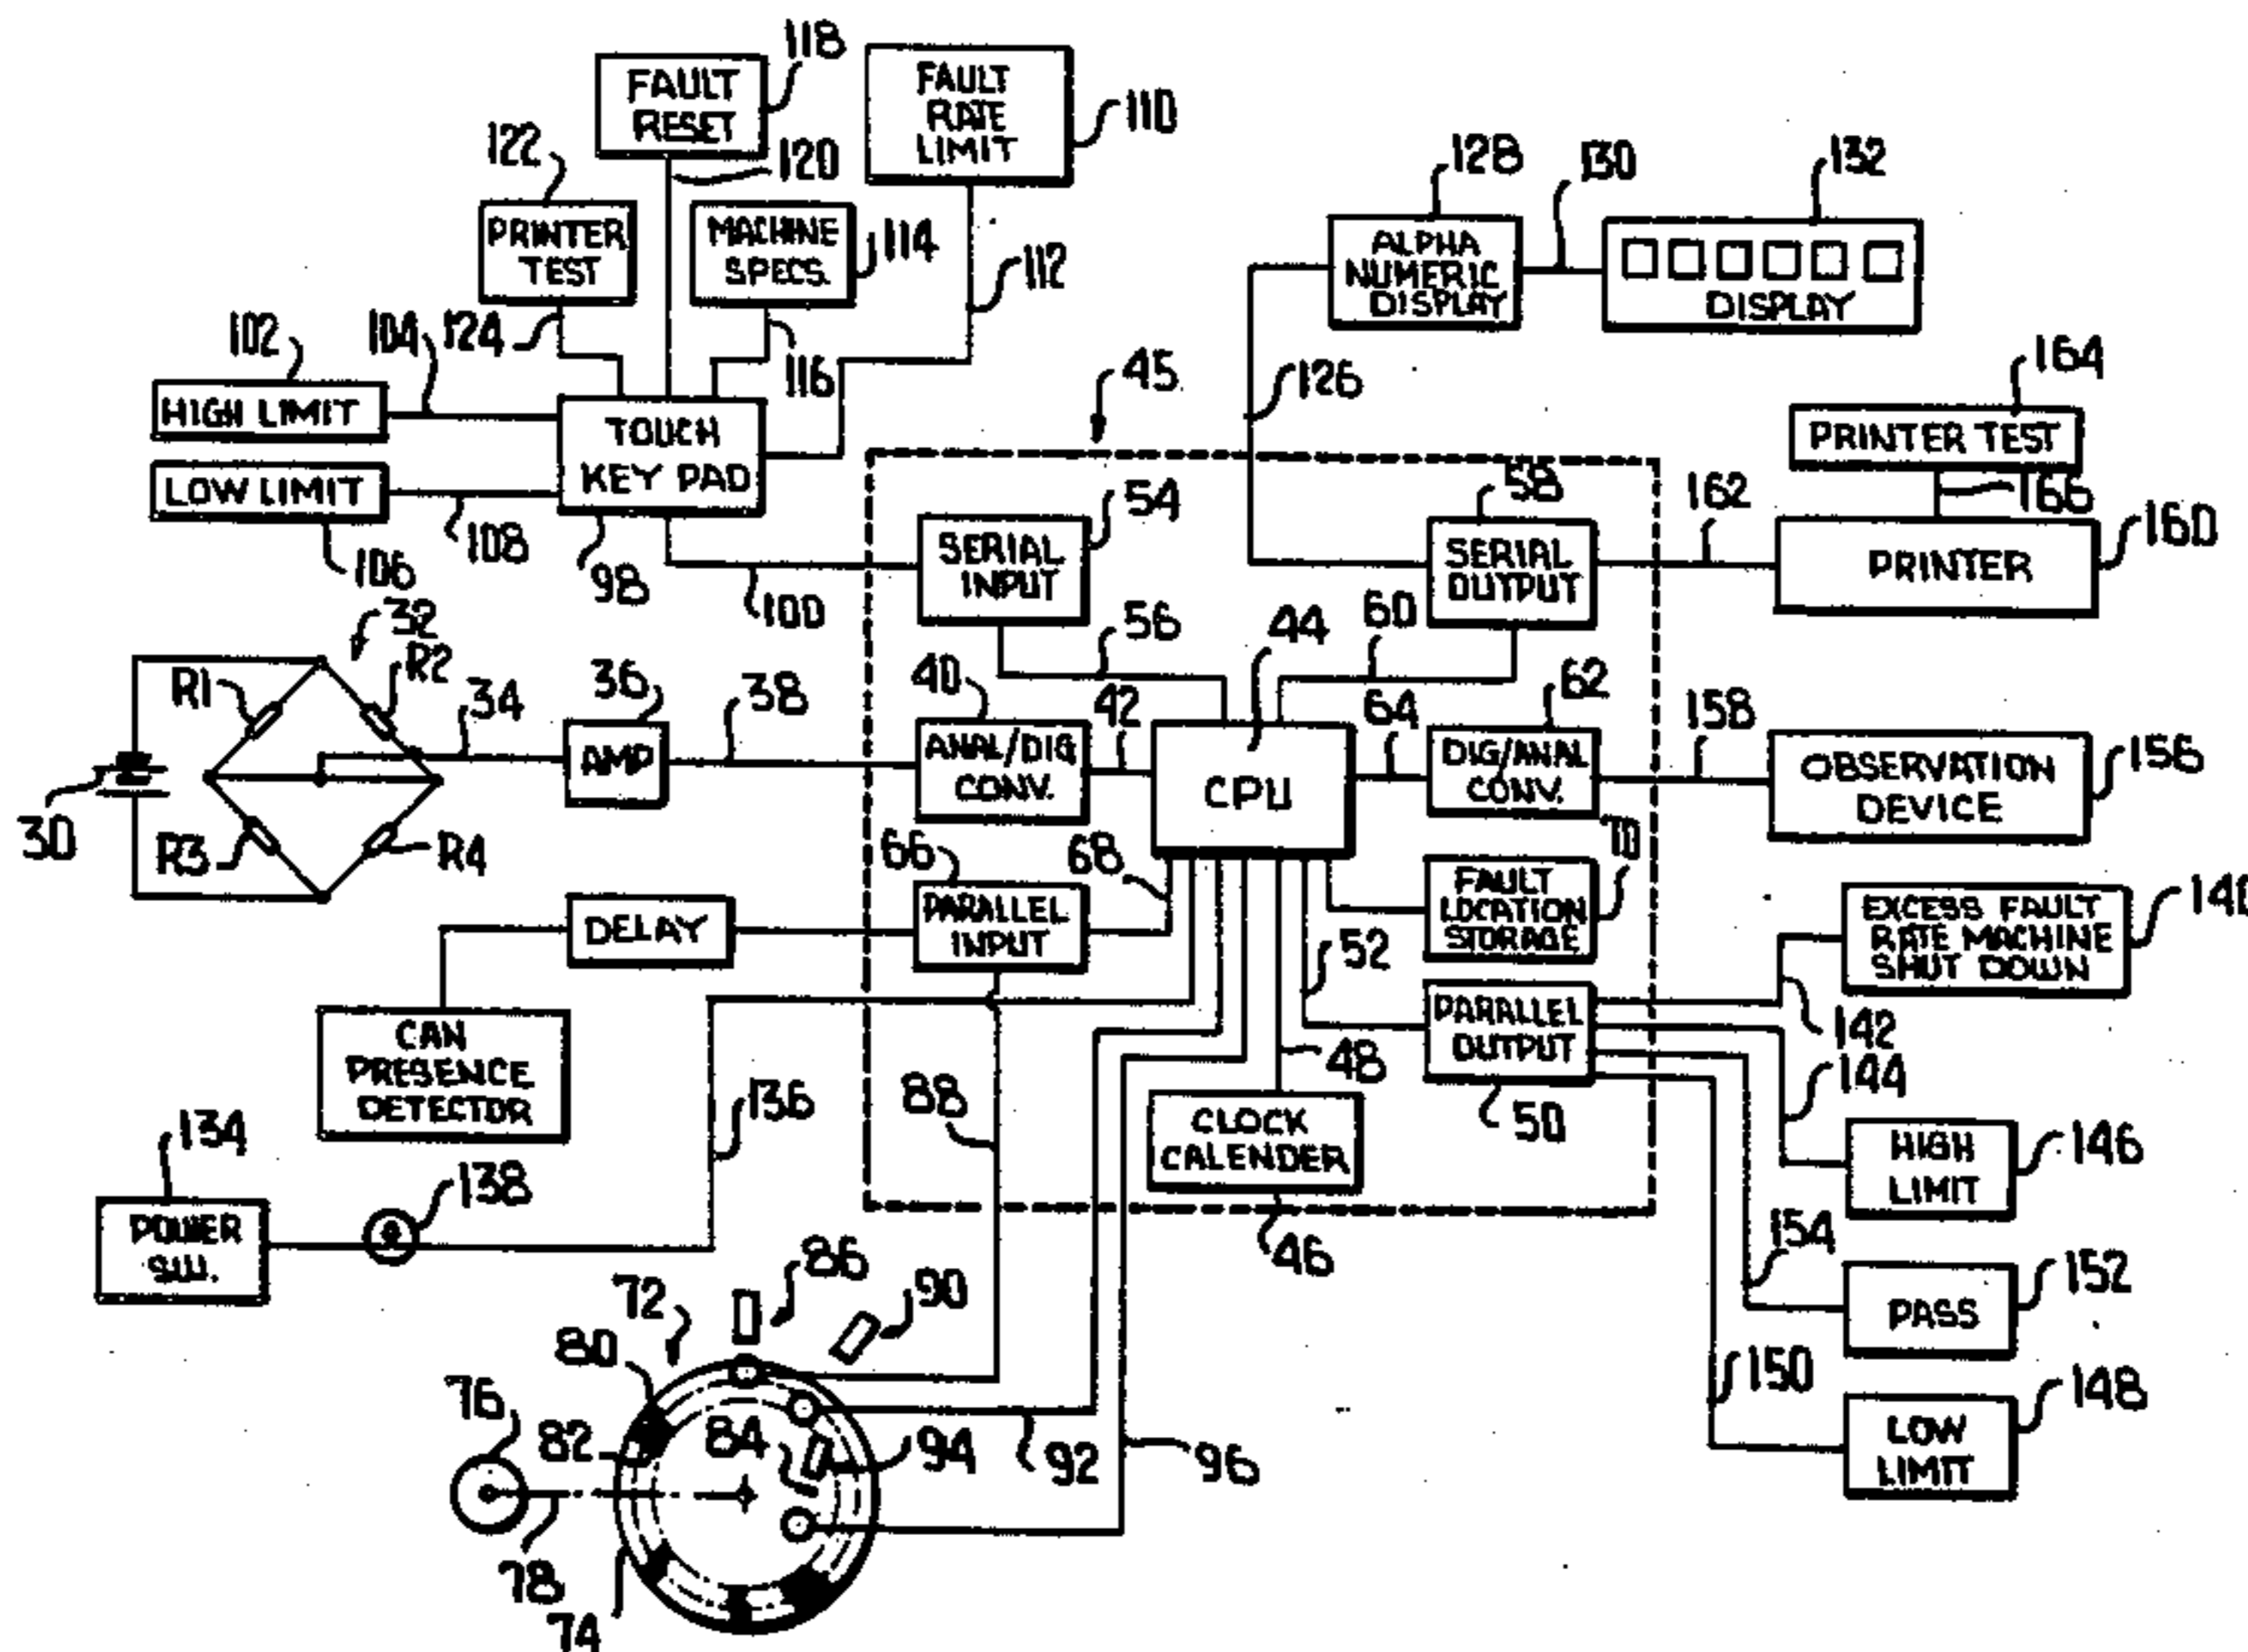 118
FAULT
RESET
FAULT
RATE
LIMIT
110
122
120
128
130
132
PRINTER
TEST
MACHINE
SPECS.
114
112
ALPHA
NUMERIC
DISPLAY
DISPLAY
102
104
124
116
45
126
164
HIGH LIMIT
TOUCH
KEY PAD
PRINTER TEST
LOW LIMIT
54
58
162
166
108
106
98
100
SERIAL
INPUT
SERIAL
OUTPUT
PRINTER
160
32
56
44
60
R1
R2
34
36
38
40
42
64
62
158
30
AMP
ANAL/DIG
CONV.
CPU
DIG/ANAL
CONV.
OBSERVATION
DEVICE
156
R3
R4
66
68
70
DELAY
PARALLEL
INPUT
FAULT
LOCATION
STORAGE
EXCESS FAULT
RATE MACHINE
SHUT DOWN
52
CAN
PRESENCE
DETECTOR
PARALLEL
OUTPUT
142
136
88
48
50
144
134
138
CLOCK
CALENDER
HIGH
LIMIT
146
POWER
SW.
46
154
72
86
90
PASS
152
80
76
82
84
94
92
96
150
LOW
LIMIT
148
78
74